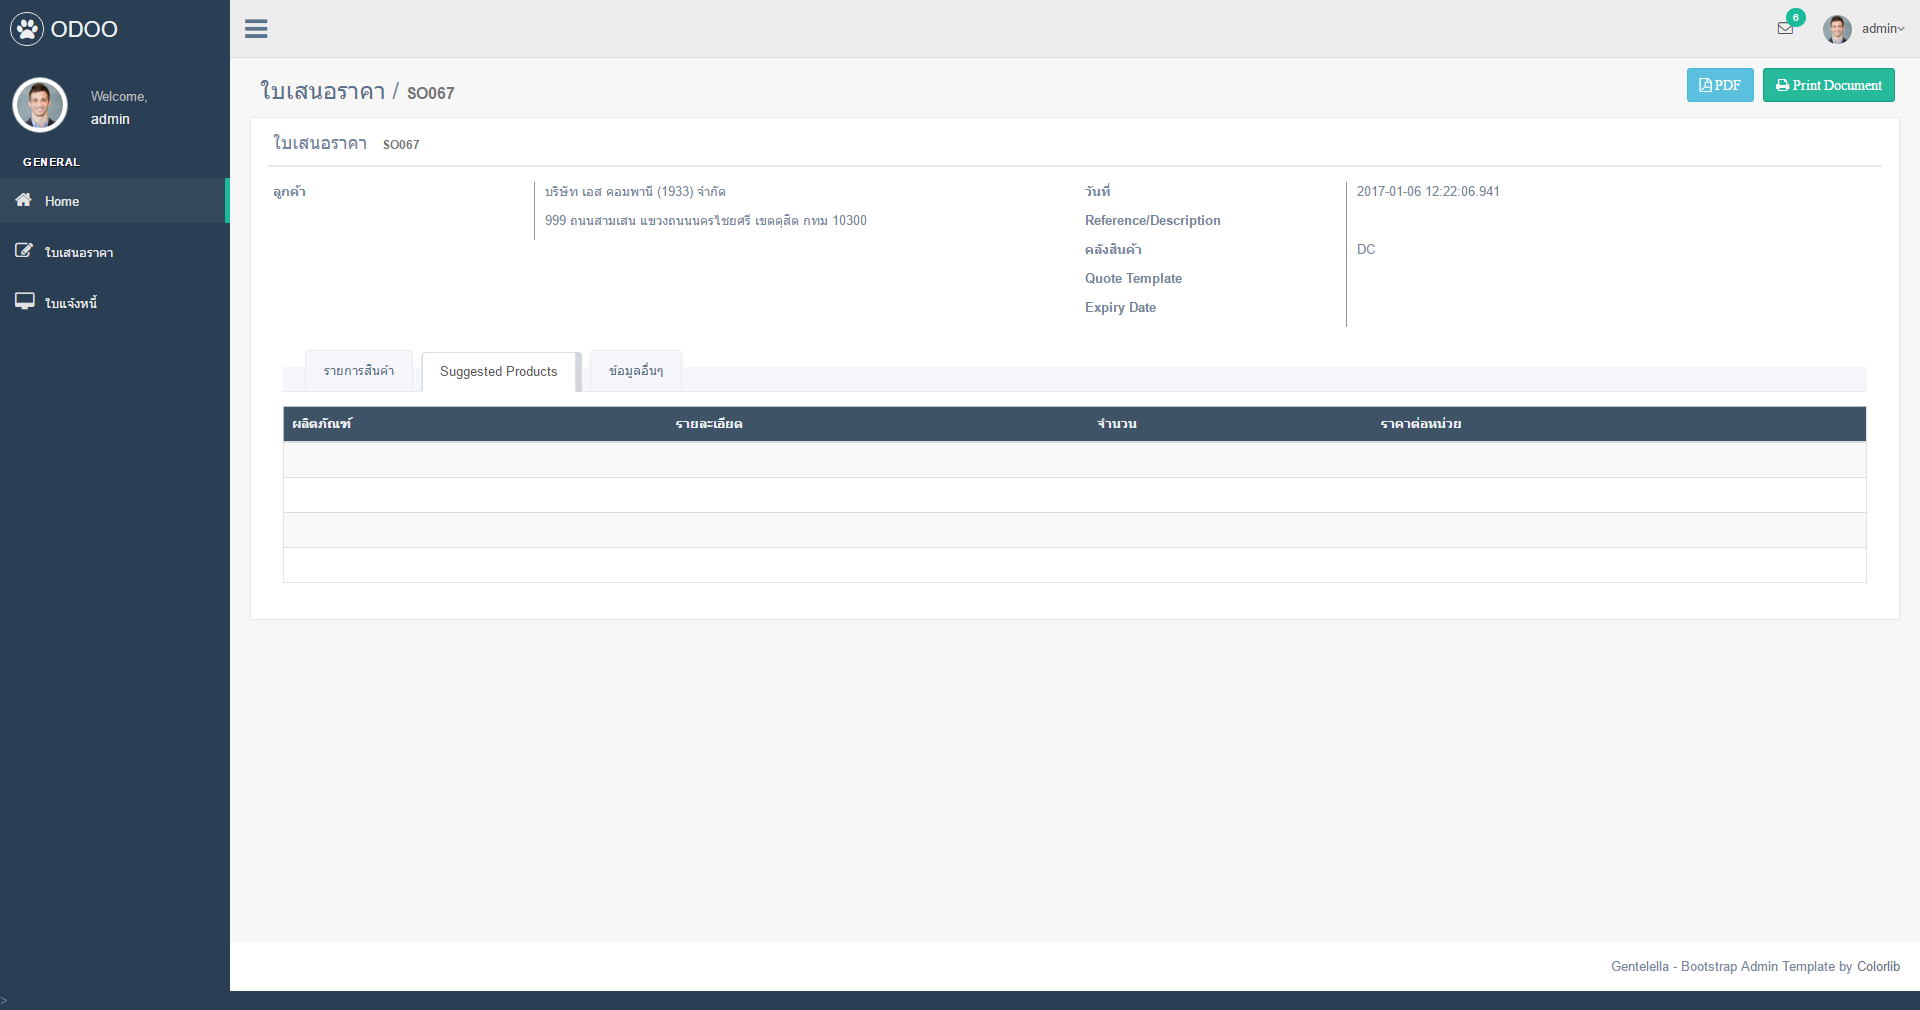 ODOO
6
admin
Welcome,
admin
GENERAL
Home
ใบเสนอราคา
ใบแจ้งหนี้
ใบเสนอราคา / SO067
PDF
Print Document
ใบเสนอราคา SO067
ลูกค้า
บริษัท เอส คอมพานี (1933) จำกัด
999 ถนนสามเสน แขวงถนนนครไชยศรี เขตดุสิต กทม 10300
วันที่ 2017-01-06 12:22:06.941
Reference/Description
คลังสินค้า DC
Quote Template
Expiry Date
รายการสินค้า Suggested Products ข้อมูลอื่นๆ
ผลิตภัณฑ์ รายละเอียด จำนวน ราคาต่อหน่วย
Gentelella - Bootstrap Admin Template by Colorlib
>